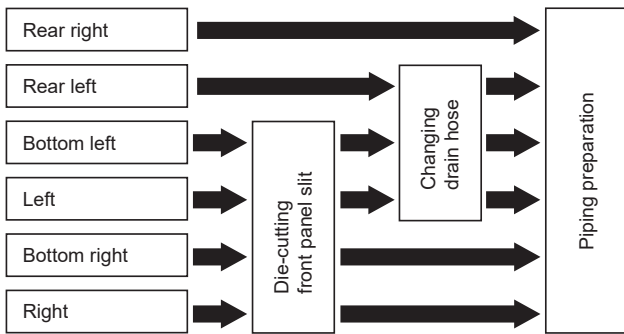 Rear right
Rear left
Bottom left
Left
Bottom right
Right
Die-cutting
front panel slit
Changing
drain hose
Piping preparation